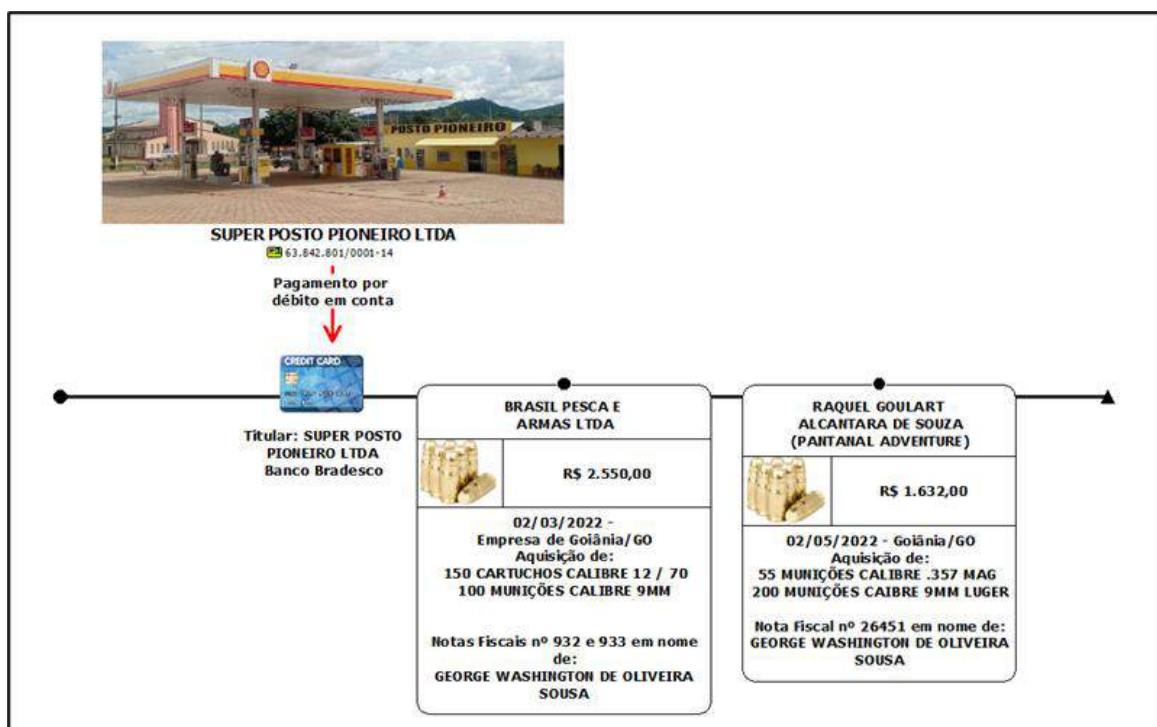 POSTO PIONEIRO
SUPER POSTO PIONEIRO LTDA
63.842.801/0001-14
Pagamento por
débito em conta
CREDIT CARD
Titular: SUPER POSTO
PIONEIRO LTDA
Banco Bradesco
BRASIL PESCA E
ARMAS LTDA
R$ 2.550,00
02/03/2022 -
Empresa de Goiânia/GO
Aquisição de:
150 CARTUCHOS CALIBRE 12 / 70
100 MUNIÇÕES CALIBRE 9MM
Notas Fiscais nº 932 e 933 em nome
de:
GEORGE WASHINGTON DE OLIVEIRA
SOUSA
RAQUEL GOULART
ALCANTARA DE SOUZA
(PANTANAL ADVENTURE)
R$ 1.632,00
02/05/2022 - Goiânia/GO
Aquisição de:
55 MUNIÇÕES CALIBRE .357 MAG
200 MUNIÇÕES CAIBRE 9MM LUGER
Nota Fiscal nº 26451 em nome de:
GEORGE WASHINGTON DE OLIVEIRA
SOUSA